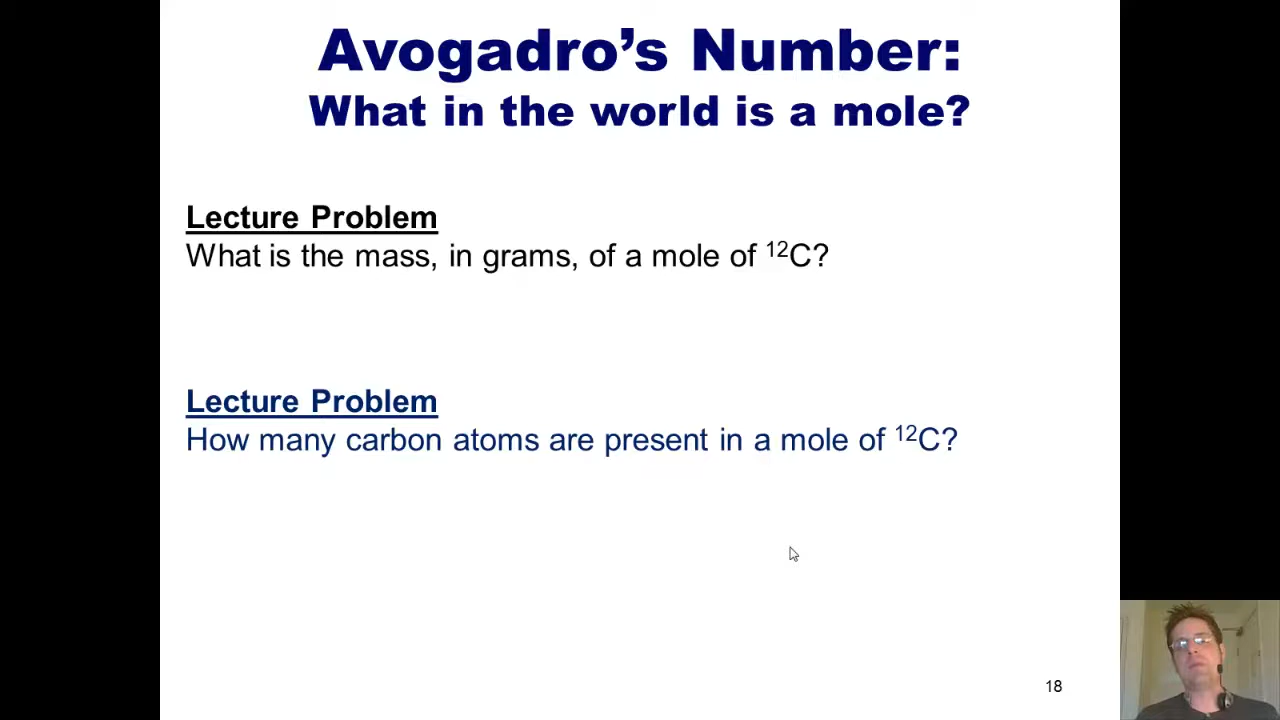 Avogadro’s Number:
What in the world is a mole?
Lecture Problem
What is the mass, in grams, of a mole of ¹²C?
Lecture Problem
How many carbon atoms are present in a mole of ¹²C?
18